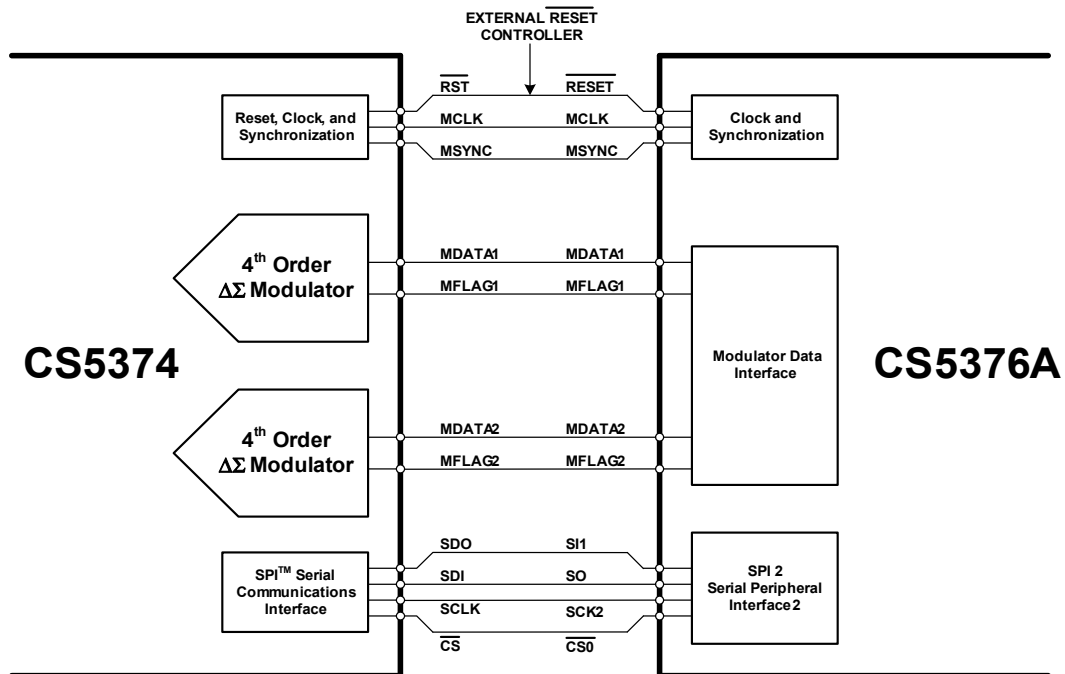 EXTERNAL RESET
CONTROLLER
RST RESET
Reset, Clock, and
Synchronization
MCLK MCLK
Clock and
Synchronization
MSYNC MSYNC
4th Order
ΔΣ Modulator
MDATA1 MDATA1
MFLAG1 MFLAG1
CS5374
Modulator Data
Interface
CS5376A
4th Order
ΔΣ Modulator
MDATA2 MDATA2
MFLAG2 MFLAG2
SDO SI1
SPI™ Serial
Communications
Interface
SDI SO
SPI 2
Serial Peripheral
Interface2
SCLK SCK2
CS CS0